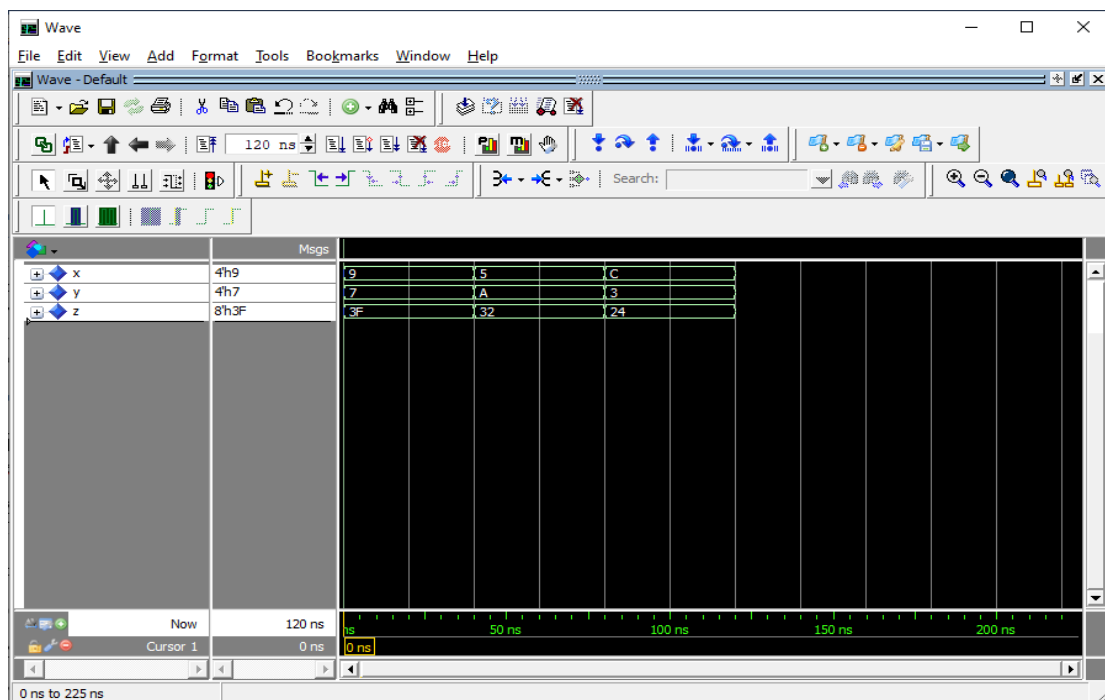 Wave
File Edit View Add Format Tools Bookmarks Window Help
Wave - Default
120 ns
Search:
Msgs
x 4'h9 9 5 C
y 4'h7 7 A 3
z 8'h3F 3F 32 24
Now 120 ns ns 50 ns 100 ns 150 ns 200 ns
Cursor 1 0 ns 0 ns
0 ns to 225 ns